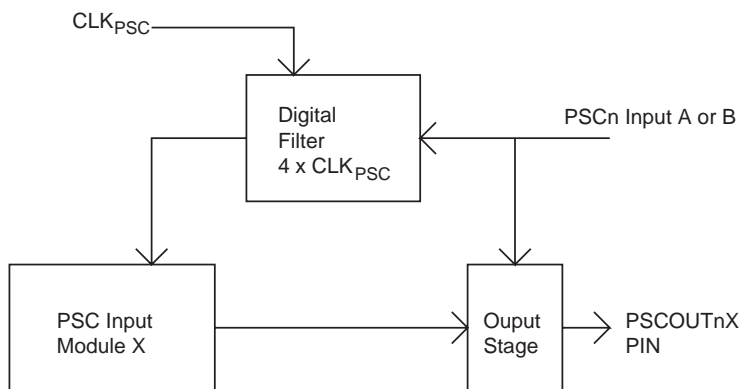 CLKPSC
Digital
Filter
4 x CLKPSC
PSCn Input A or B
PSC Input
Module X
Ouput
Stage
PSCOUTnX
PIN